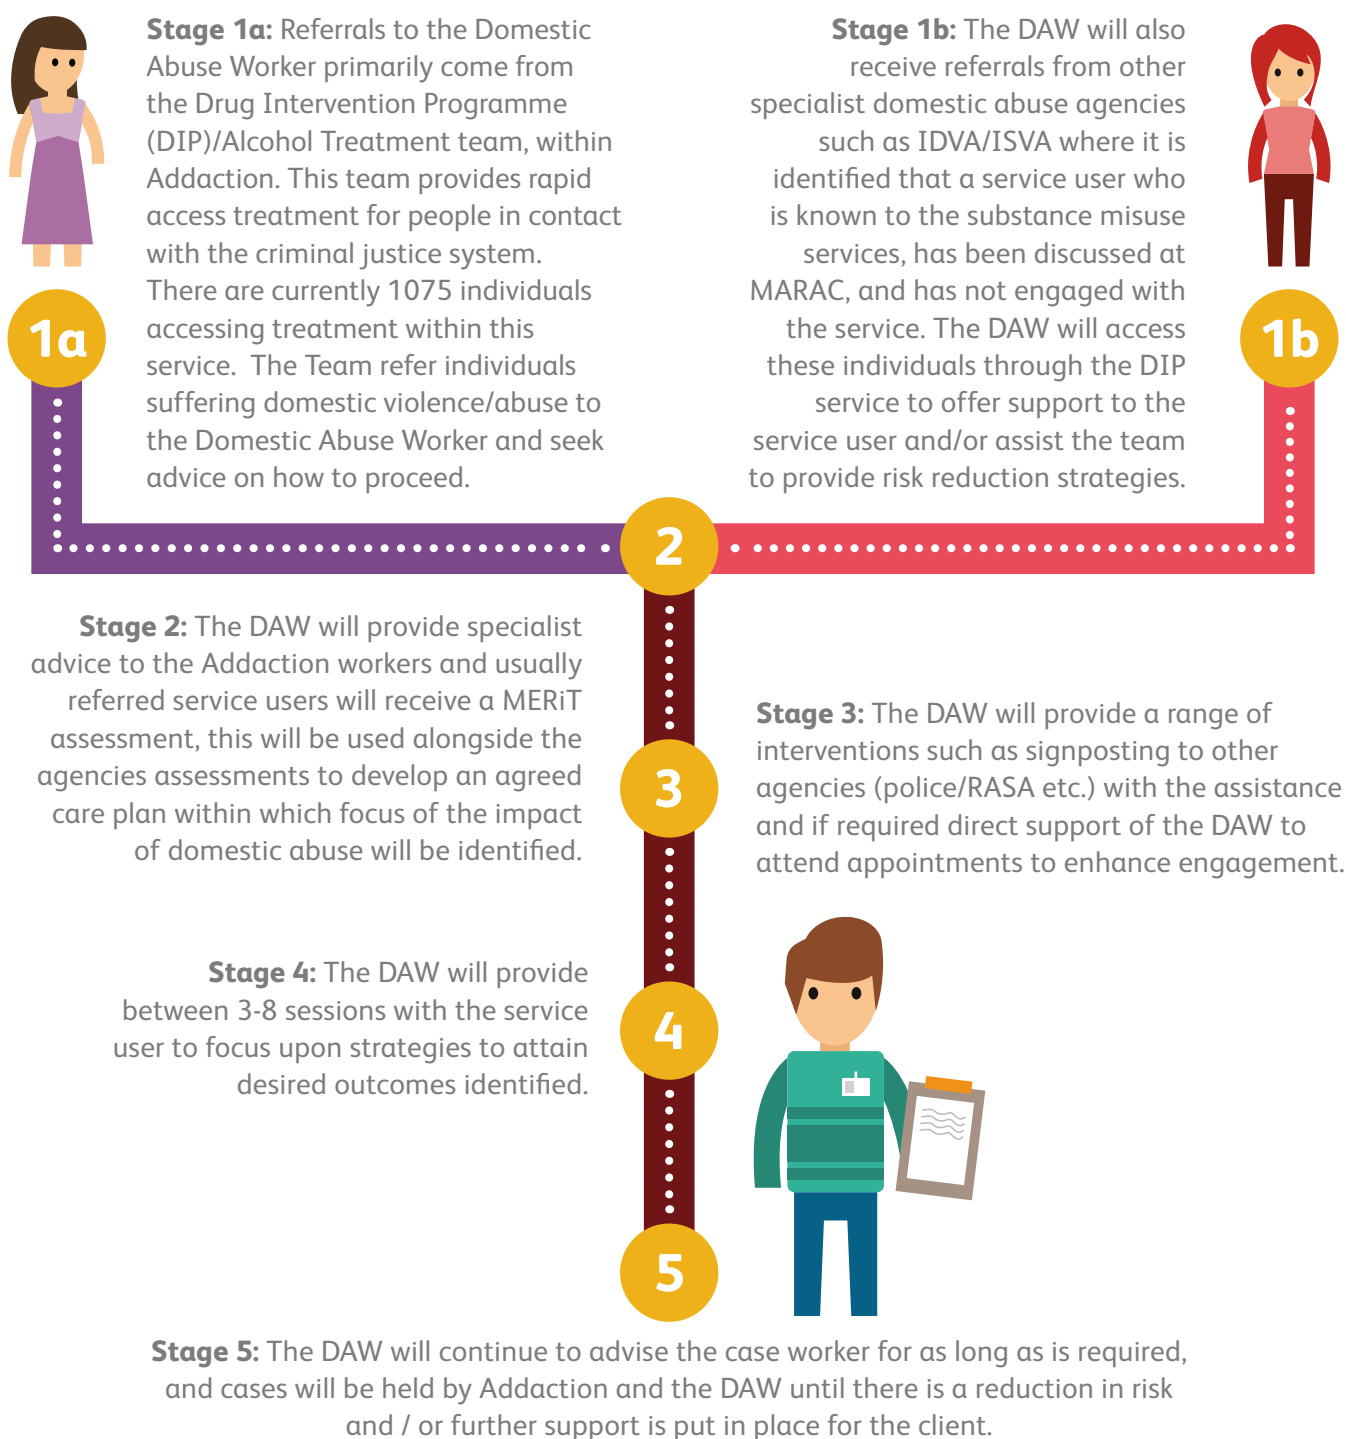 Stage 1a: Referrals to the Domestic
Abuse Worker primarily come from
the Drug Intervention Programme
(DIP)/Alcohol Treatment team, within
Addaction. This team provides rapid
access treatment for people in contact
with the criminal justice system.
There are currently 1075 individuals
accessing treatment within this
service.  The Team refer individuals
suffering domestic violence/abuse to
the Domestic Abuse Worker and seek
advice on how to proceed.
1a
Stage 1b: The DAW will also
receive referrals from other
specialist domestic abuse agencies
such as IDVA/ISVA where it is
identified that a service user who
is known to the substance misuse
services, has been discussed at
MARAC, and has not engaged with
the service. The DAW will access
these individuals through the DIP
service to offer support to the
service user and/or assist the team
to provide risk reduction strategies.
1b
2
Stage 2: The DAW will provide specialist
advice to the Addaction workers and usually
referred service users will receive a MERiT
assessment, this will be used alongside the
agencies assessments to develop an agreed
care plan within which focus of the impact
of domestic abuse will be identified.
3
Stage 3: The DAW will provide a range of
interventions such as signposting to other
agencies (police/RASA etc.) with the assistance
and if required direct support of the DAW to
attend appointments to enhance engagement.
Stage 4: The DAW will provide
between 3-8 sessions with the service
user to focus upon strategies to attain
desired outcomes identified.
4
5
Stage 5: The DAW will continue to advise the case worker for as long as is required,
and cases will be held by Addaction and the DAW until there is a reduction in risk
and / or further support is put in place for the client.